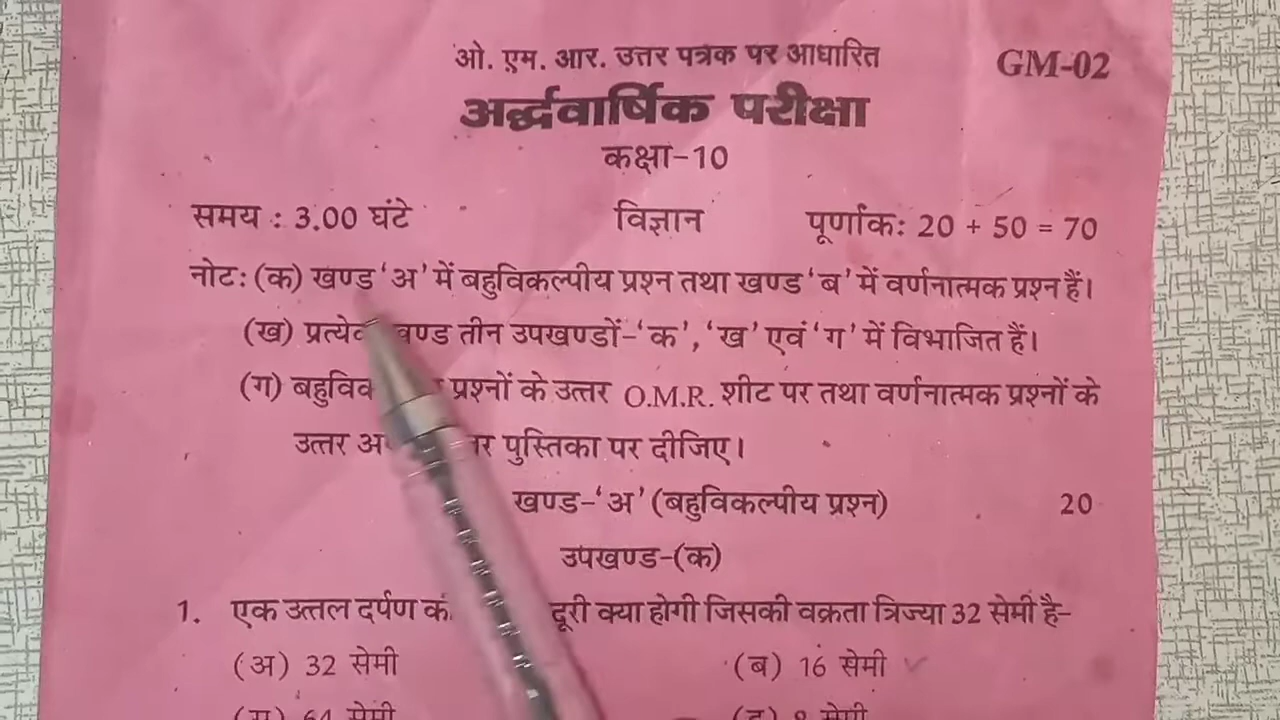 ओ. एम. आर. उत्तर पत्रक पर आधारित
GM-02
अर्द्धवार्षिक परीक्षा
कक्षा-10
समय : 3.00 घंटे विज्ञान पूर्णाक: 20 + 50 = 70
नोट: (क) खण्ड 'अ' में बहुविकल्पीय प्रश्न तथा खण्ड 'ब' में वर्णनात्मक प्रश्न हैं।
(ख) तीन उपखण्डों-'क', 'ख' एवं 'ग' में विभाजित हैं।
(ग) प्रश्नों के उत्तर O.M.R. शीट पर तथा वर्णनात्मक प्रश्नों के
उत्तर पुस्तिका पर दीजिए।
खण्ड-'अ' (बहुविकल्पीय प्रश्न) 20
उपखण्ड-(क)
1. एक उत्तल दर्पण दूरी क्या होगी जिसकी वक्रता त्रिज्या 32 सेमी है-
(अ) 32 सेमी (ब) 16 सेमी
64 सेमी 8 सेमी